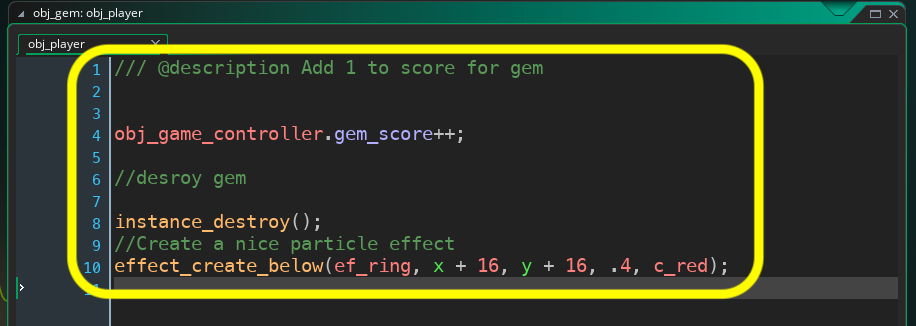 obj_gem: obj_player
obj_player
1 /// @description Add 1 to score for gem
2
3
4 obj_game_controller.gem_score++;
5
6 //desroy gem
7
8 instance_destroy();
9 //Create a nice particle effect
10 effect_create_below(ef_ring, x + 16, y + 16, .4, c_red);